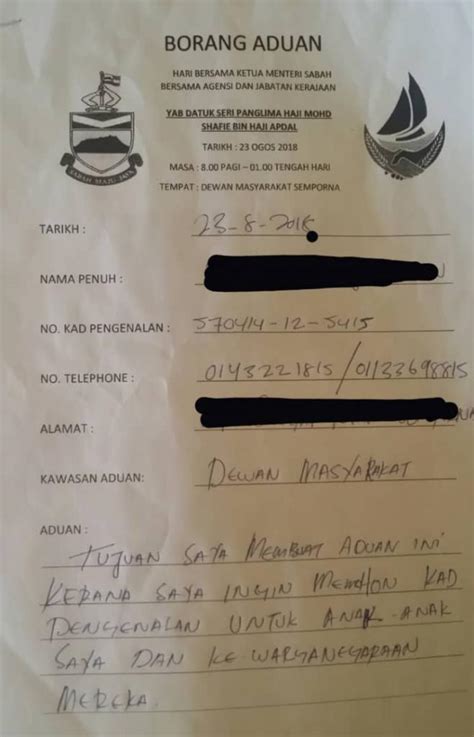 BORANG ADUAN
HARI BERSAMA KETUA MENTERI SABAH
BERSAMA AGENSI DAN JABATAN KERAJAAN
YAB DATUK SERI PANGLIMA HAJI MOHD
SHAFIE BIN HAJI APDAL
TARIKH : 23 OGOS 2018
MASA : 8.00 PAGI – 01.00 TENGAH HARI
TEMPAT : DEWAN MASYARAKAT SEMPORNA
SABAH MAJU JAYA
TARIKH : 23-8-2018
NAMA PENUH :
NO. KAD PENGENALAN : 570414-12-5415
NO. TELEPHONE : 0143221815/01133698815
ALAMAT :
KAWASAN ADUAN: DEWAN MASYARAKAT
ADUAN :
TUJUAN SAYA MEMBUAT ADUAN INI
KERANA SAYA INGIN MEMOHON KAD
PENGENALAN UNTUK ANAK-ANAK
SAYA DAN KE-WARGANEGARAAN
MEREKA.